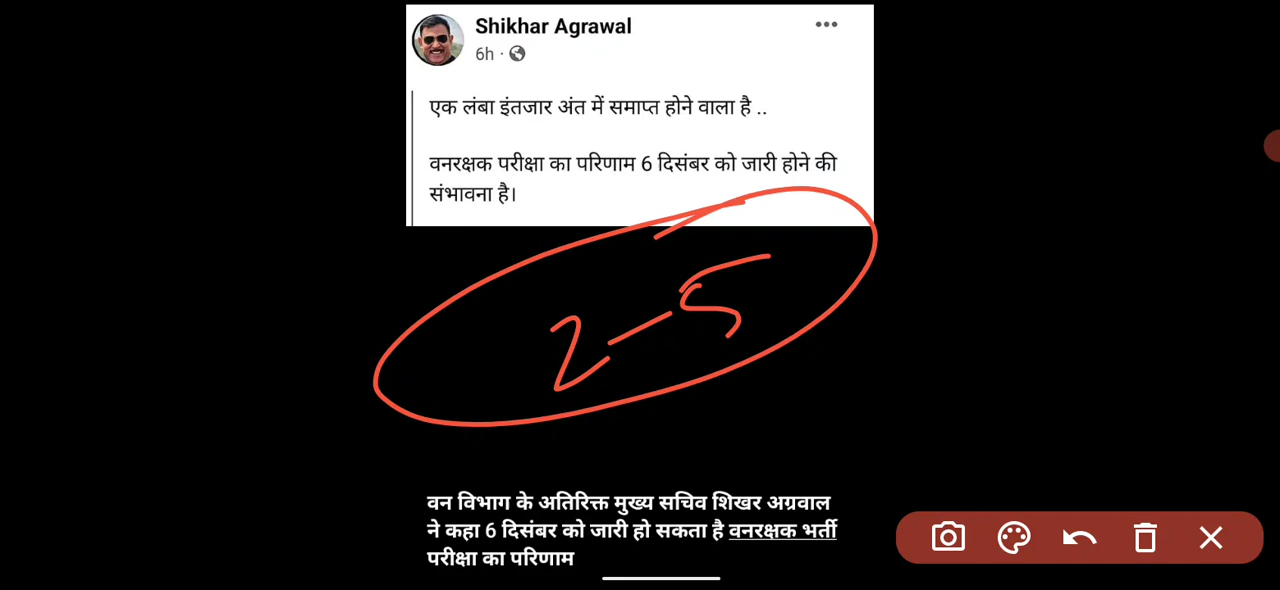 Shikhar Agrawal
6h ·
एक लंबा इंतजार अंत में समाप्त होने वाला है ..
वनरक्षक परीक्षा का परिणाम 6 दिसंबर को जारी होने की
संभावना है।
2-5
वन विभाग के अतिरिक्त मुख्य सचिव शिखर अग्रवाल
ने कहा 6 दिसंबर को जारी हो सकता है वनरक्षक भर्ती
परीक्षा का परिणाम